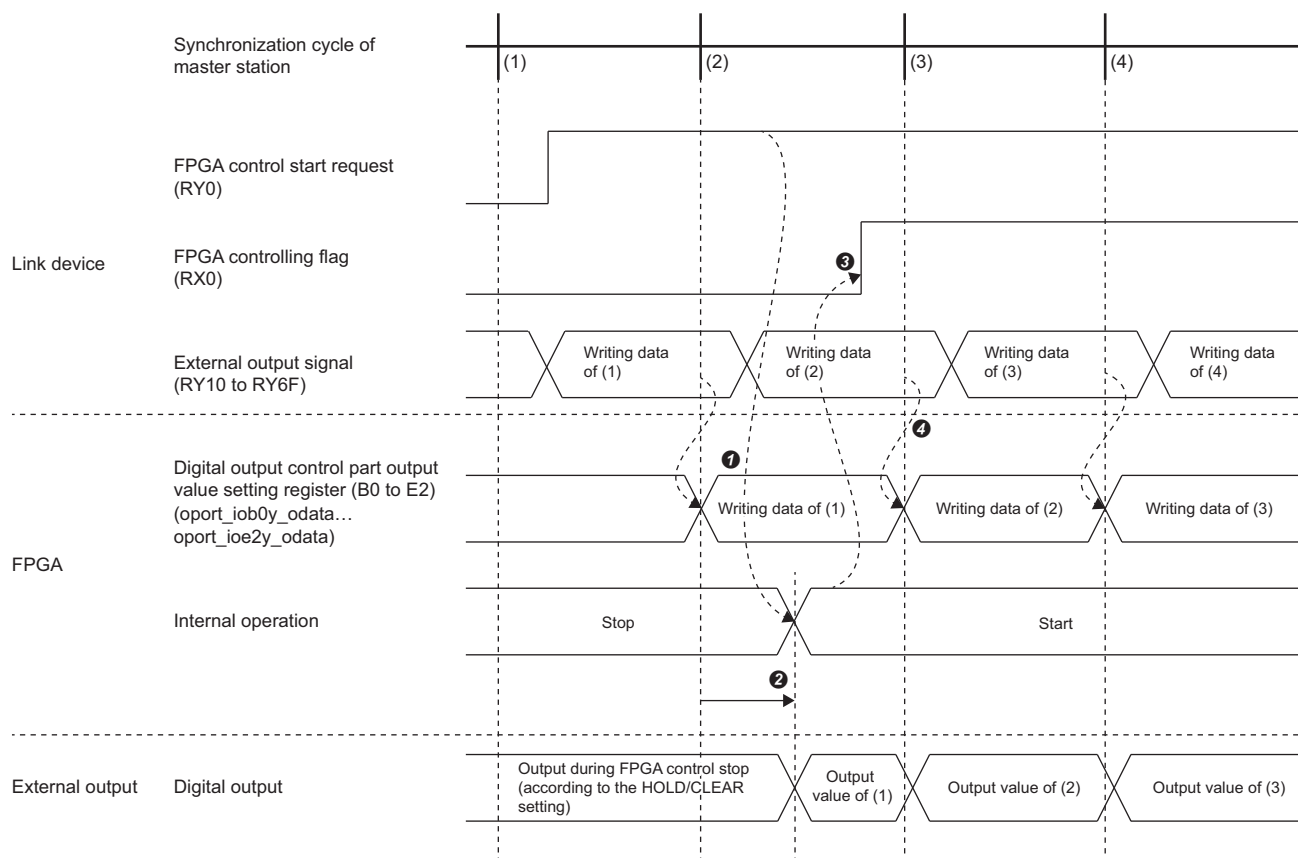 Synchronization cycle of
master station
(1)
(2)
(3)
(4)
FPGA control start request
(RY0)
Link device
FPGA controlling flag
(RX0)
❸
External output signal
(RY10 to RY6F)
Writing data
of (1)
Writing data
of (2)
Writing data
of (3)
Writing data
of (4)
❹
❶
Digital output control part output
value setting register (B0 to E2)
(oport_iob0y_odata…
oport_ioe2y_odata)
Writing data of (1)
Writing data of (2)
Writing data of (3)
FPGA
Internal operation
Stop
Start
❷
External output
Digital output
Output during FPGA control stop
(according to the HOLD/CLEAR
setting)
Output
value of (1)
Output value of (2)
Output value of (3)